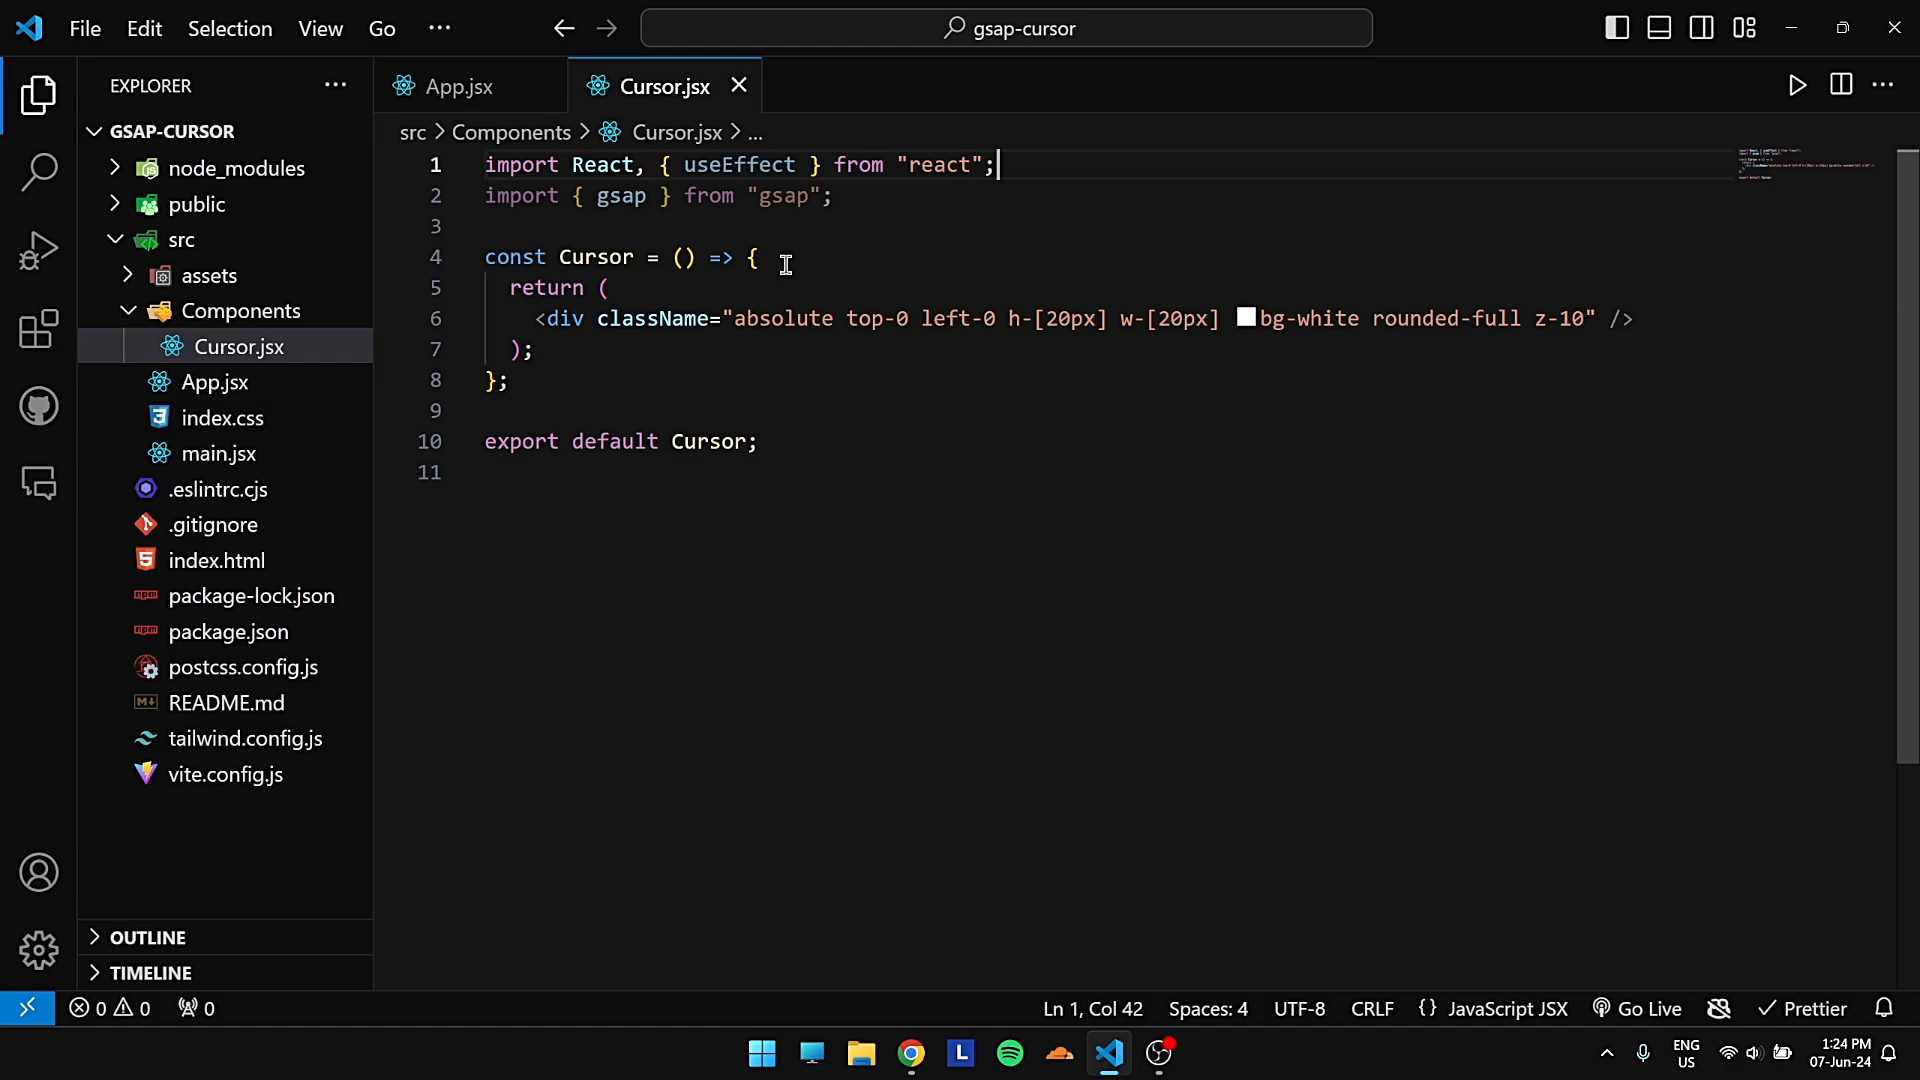 File Edit Selection View Go ··· gsap-cursor
EXPLORER ···
GSAP-CURSOR
node_modules
public
src
assets
Components
Cursor.jsx
App.jsx
index.css
main.jsx
.eslintrc.cjs
.gitignore
index.html
package-lock.json
package.json
postcss.config.js
README.md
tailwind.config.js
vite.config.js
OUTLINE
TIMELINE
App.jsx Cursor.jsx
src > Components > Cursor.jsx > ...
1 import React, { useEffect } from "react";
2 import { gsap } from "gsap";
3
4 const Cursor = () => {
5 return (
6 <div className="absolute top-0 left-0 h-[20px] w-[20px] bg-white rounded-full z-10" />
7 );
8 };
9
10 export default Cursor;
11
0 0 0 Ln 1, Col 42 Spaces: 4 UTF-8 CRLF {} JavaScript JSX Go Live Prettier
L ENG 1:24 PM
US 07-Jun-24